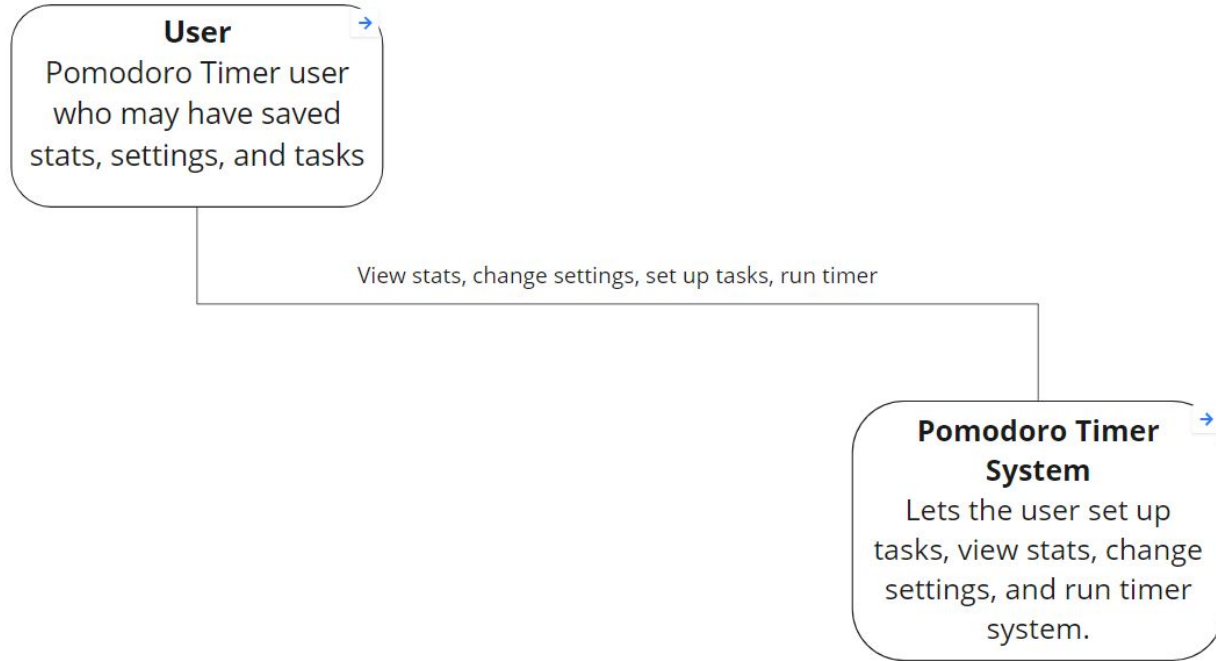 User
Pomodoro Timer user
who may have saved
stats, settings, and tasks
View stats, change settings, set up tasks, run timer
Pomodoro Timer
System
Lets the user set up
tasks, view stats, change
settings, and run timer
system.